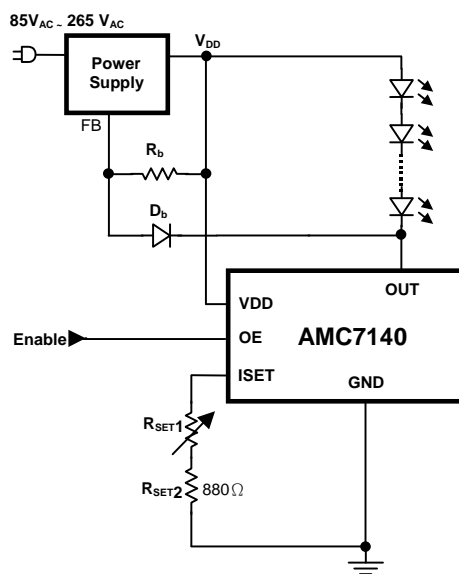 85VAC ~ 265 VAC
Power
Supply
VDD
FB
Rb
Db
OUT
VDD
Enable
OE
AMC7140
ISET
GND
RSET1
RSET2 880Ω